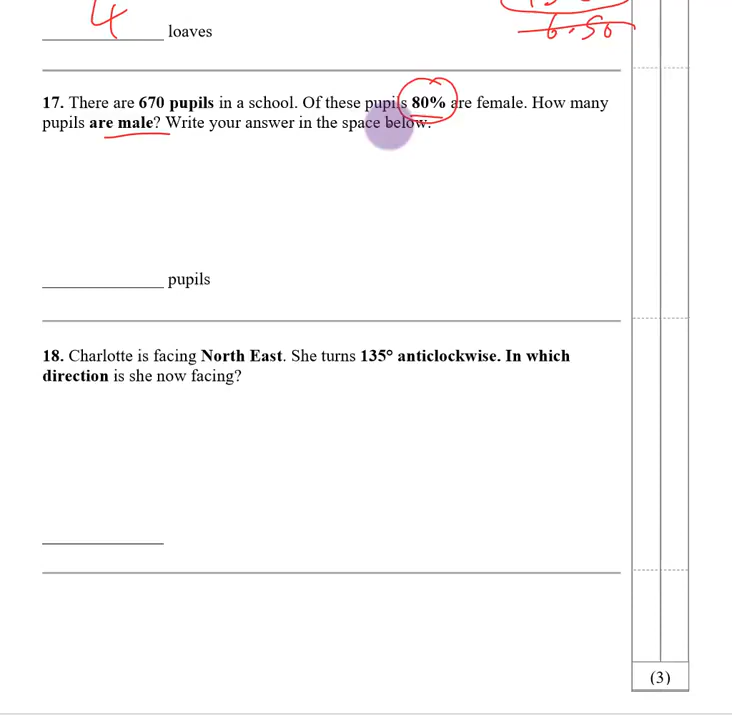 4 loaves
6.50
17. There are 670 pupils in a school. Of these pupils 80% are female. How many
pupils are male? Write your answer in the space below.
pupils
18. Charlotte is facing North East. She turns 135° anticlockwise. In which
direction is she now facing?
(3)